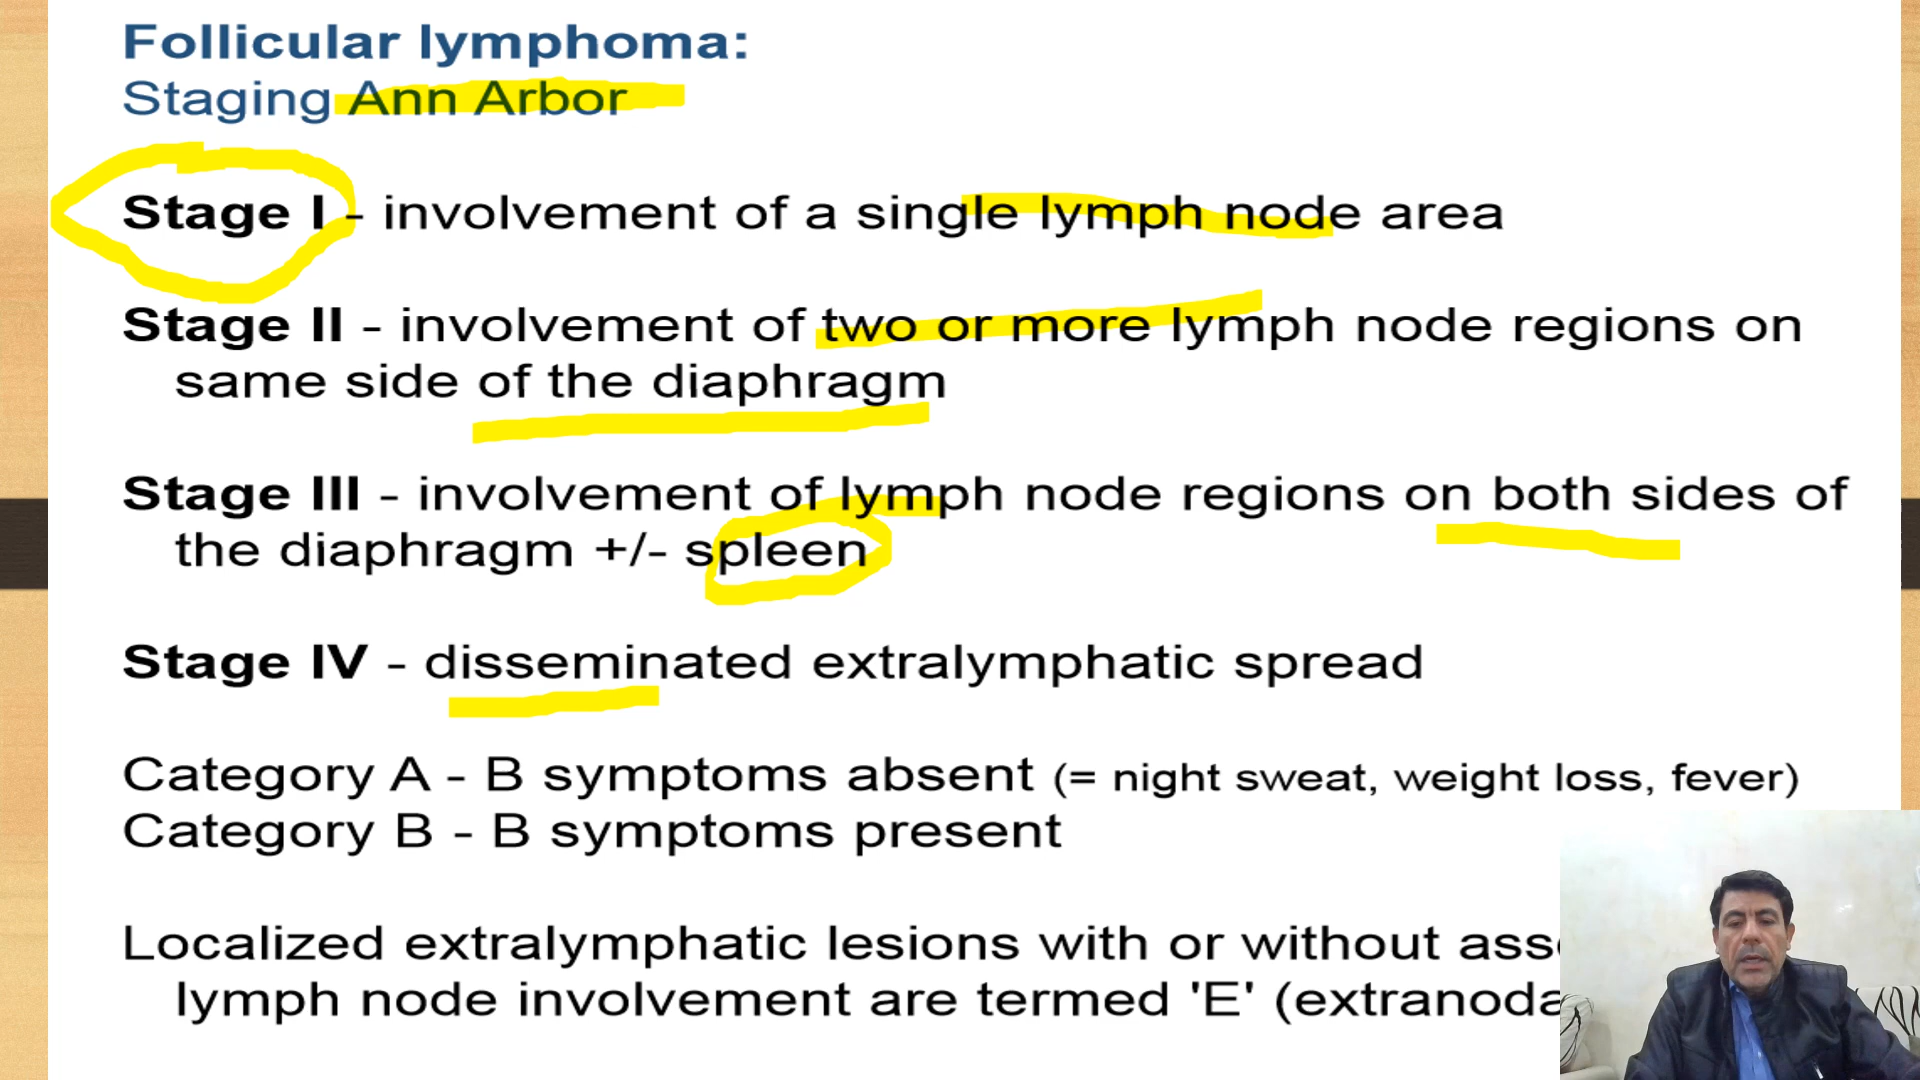 Follicular lymphoma:
Staging Ann Arbor
Stage I - involvement of a single lymph node area
Stage II - involvement of two or more lymph node regions on
same side of the diaphragm
Stage III - involvement of lymph node regions on both sides of
the diaphragm +/- spleen
Stage IV - disseminated extralymphatic spread
Category A - B symptoms absent (= night sweat, weight loss, fever)
Category B - B symptoms present
Localized extralymphatic lesions with or without
lymph node involvement are termed 'E'